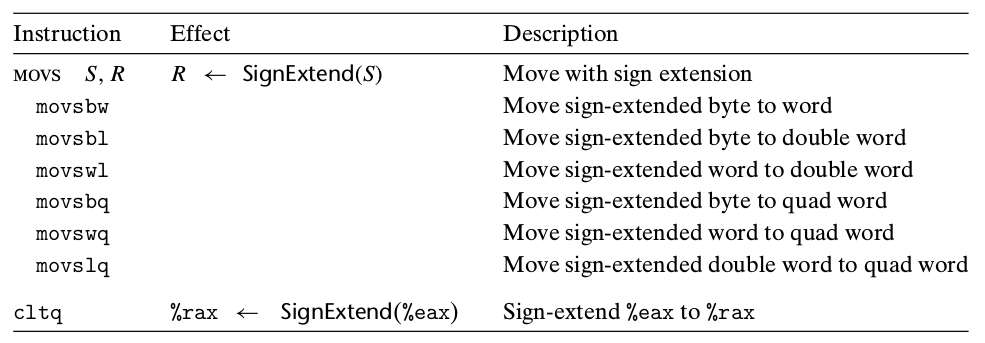 Instruction Effect Description
MOVS S, R R ← SignExtend(S) Move with sign extension
movsbw Move sign-extended byte to word
movsbl Move sign-extended byte to double word
movswl Move sign-extended word to double word
movsbq Move sign-extended byte to quad word
movswq Move sign-extended word to quad word
movslq Move sign-extended double word to quad word
cltq %rax ← SignExtend(%eax) Sign-extend %eax to %rax